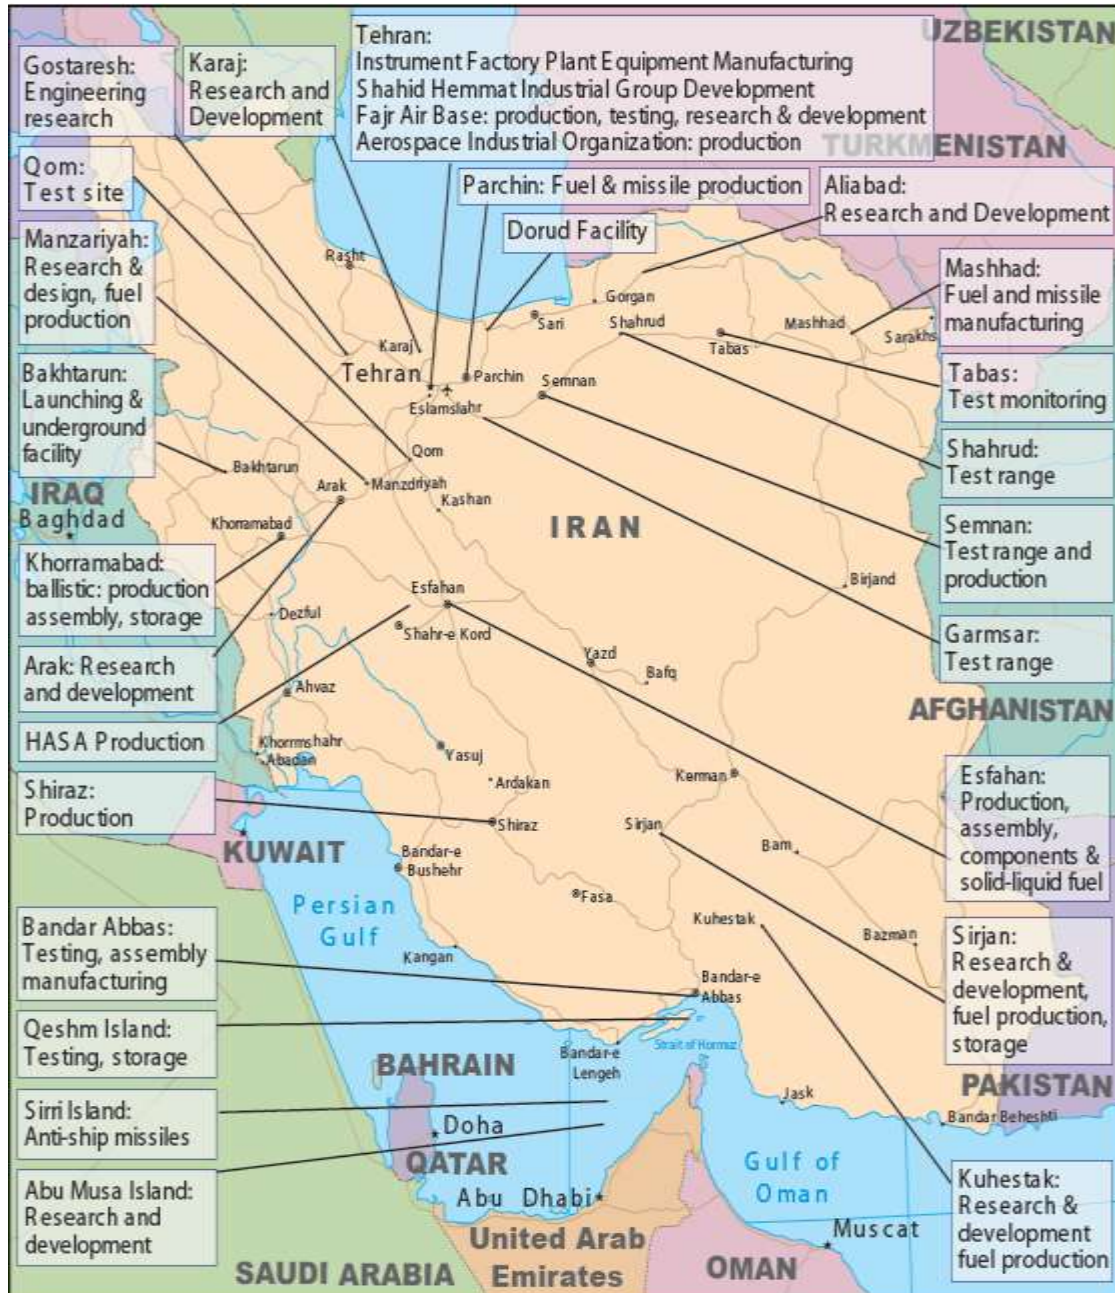 UZBEKISTAN
Gostaresh:
Engineering
research
Karaj:
Research and
Development
Tehran:
Instrument Factory Plant Equipment Manufacturing
Shahid Hemmat Industrial Group Development
Fajr Air Base: production, testing, research & development
Aerospace Industrial Organization: production
TURKMENISTAN
Qom:
Test site
Parchin: Fuel & missile production
Aliabad:
Research and Development
Dorud Facility
Manzariyah:
Research &
design, fuel
production
Mashhad:
Fuel and missile
manufacturing
Rasht
Gorgan
Sari
Shahrud
Mashhad
Sarakhs
Tabas
Karaj
Tehran
Parchin
Eslamslahr
Semnan
Bakhtarun:
Launching &
underground
facility
Tabas:
Test monitoring
Shahrud:
Test range
Qom
Bakhtarun
Arak
Manzdriyah
Kashan
IRAQ
Baghdad
Khorramabad
IRAN
Semnan:
Test range and
production
Khorramabad:
ballistic: production
assembly, storage
Esfahan
Birjand
Dezful
Shahr-e Kord
Garmsar:
Test range
Arak: Research
and development
Yazd
Bafq
Ahvaz
AFGHANISTAN
HASA Production
Khorrmshahr
Abadan
Yasuj
Ardakan
Kerman
Esfahan:
Production,
assembly,
components &
solid-liquid fuel
Shiraz:
Production
Shiraz
Sirjan
Bam
KUWAIT
Bandar-e
Bushehr
Fasa
Persian
Gulf
Kuhestak
Bazman
Bandar Abbas:
Testing, assembly
manufacturing
Kangan
Sirjan:
Research &
development,
fuel production,
storage
Bandar-e
Abbas
Qeshm Island:
Testing, storage
Strait of Hormuz
Bandar-e
Lengeh
BAHRAIN
PAKISTAN
Sirri Island:
Anti-ship missiles
Jask
Bandar Beheshti
Doha
QATAR
Gulf of
Oman
Abu Musa Island:
Research and
development
Abu Dhabi
Kuhestak:
Research &
development
fuel production
Muscat
United Arab
Emirates
SAUDI ARABIA
OMAN